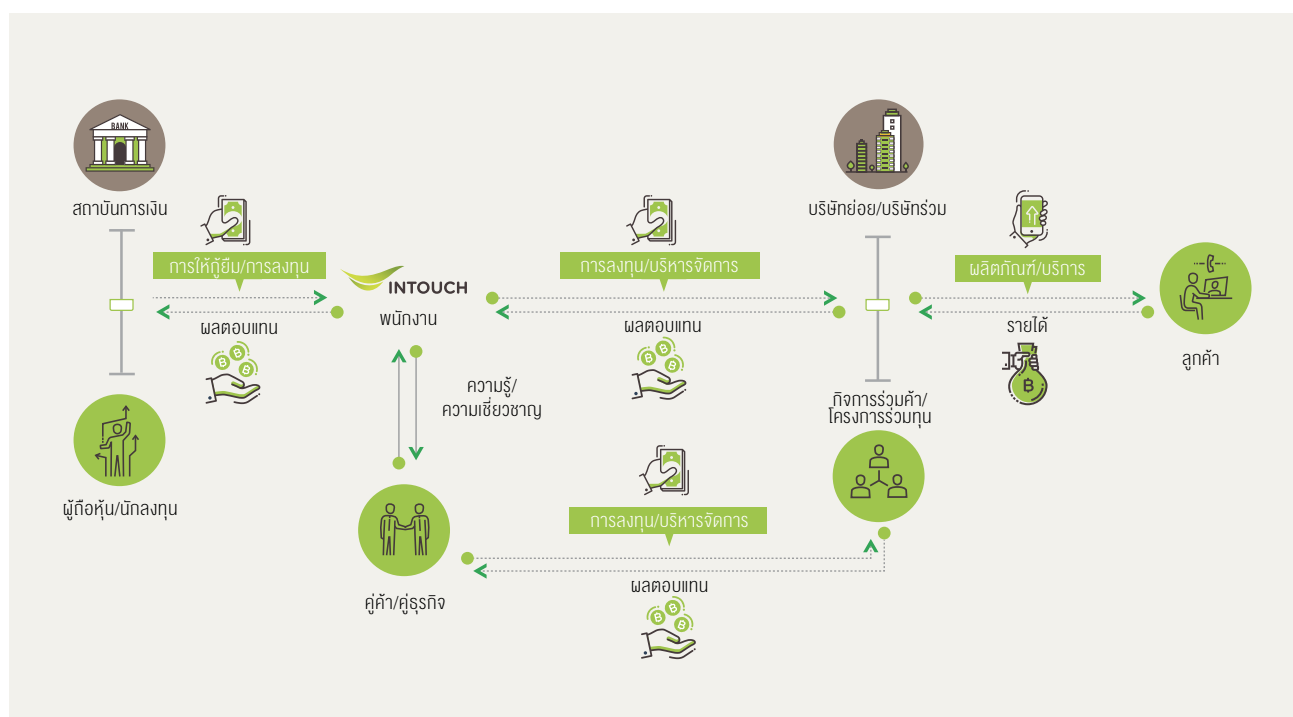 BANK
สถาบันการเงิน
การให้กู้ยืม/การลงทุน
ผลตอบแทน
ผู้ถือหุ้น/นักลงทุน
INTOUCH
พนักงาน
ความรู้/
ความเชี่ยวชาญ
คู่ค้า/คู่ธุรกิจ
การลงทุน/บริหารจัดการ
ผลตอบแทน
การลงทุน/บริหารจัดการ
ผลตอบแทน
บริษัทย่อย/บริษัทร่วม
กิจการร่วมค้า/
โครงการร่วมทุน
ผลิตภัณฑ์/บริการ
รายได้
฿
ลูกค้า